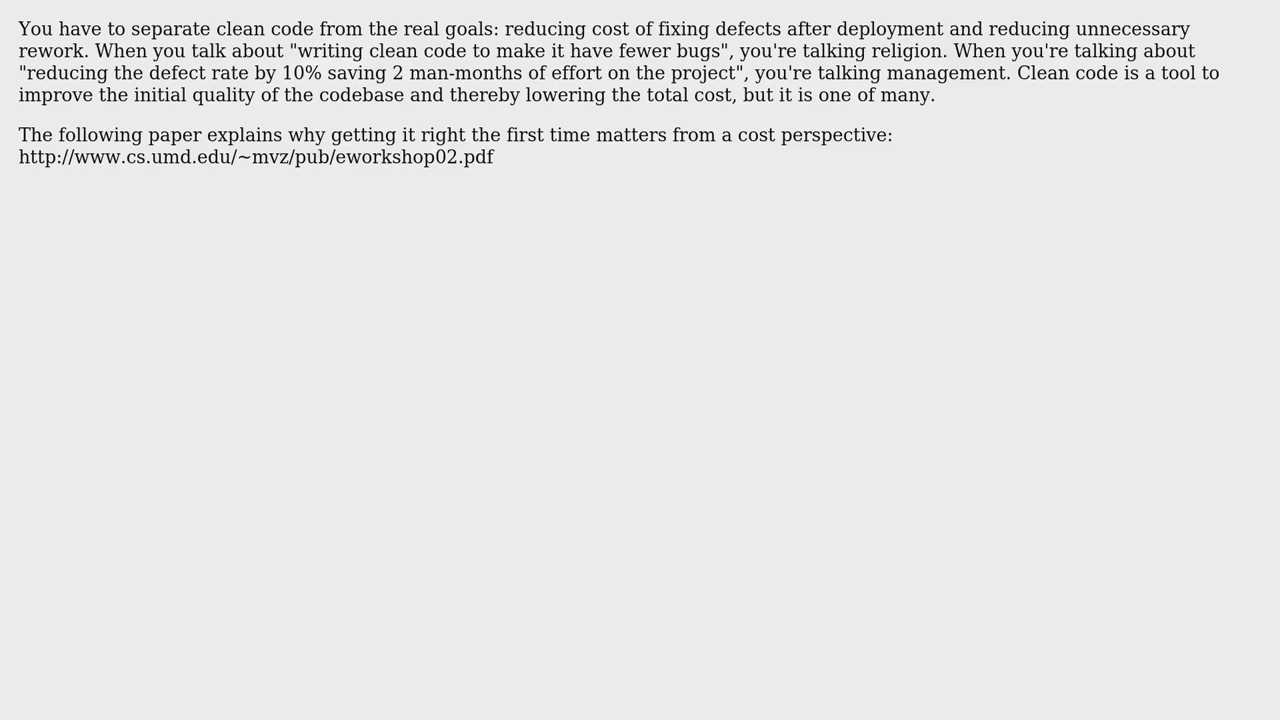 You have to separate clean code from the real goals: reducing cost of fixing defects after deployment and reducing unnecessary
rework. When you talk about "writing clean code to make it have fewer bugs", you're talking religion. When you're talking about
"reducing the defect rate by 10% saving 2 man-months of effort on the project", you're talking management. Clean code is a tool to
improve the initial quality of the codebase and thereby lowering the total cost, but it is one of many.
The following paper explains why getting it right the first time matters from a cost perspective:
http://www.cs.umd.edu/~mvz/pub/eworkshop02.pdf